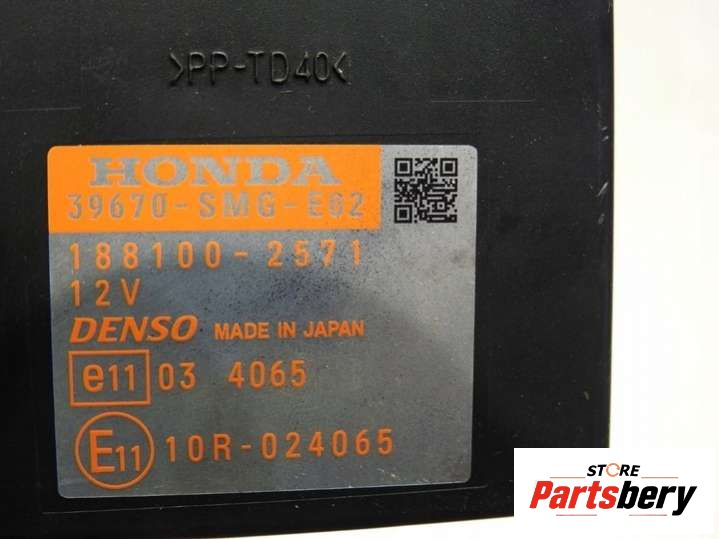 >PP-TD40<
HONDA
39670-SMG-E02
188100-2571
12V
DENSO MADE IN JAPAN
e11 03 4065
E11 10R-024065
STORE
Partsbery